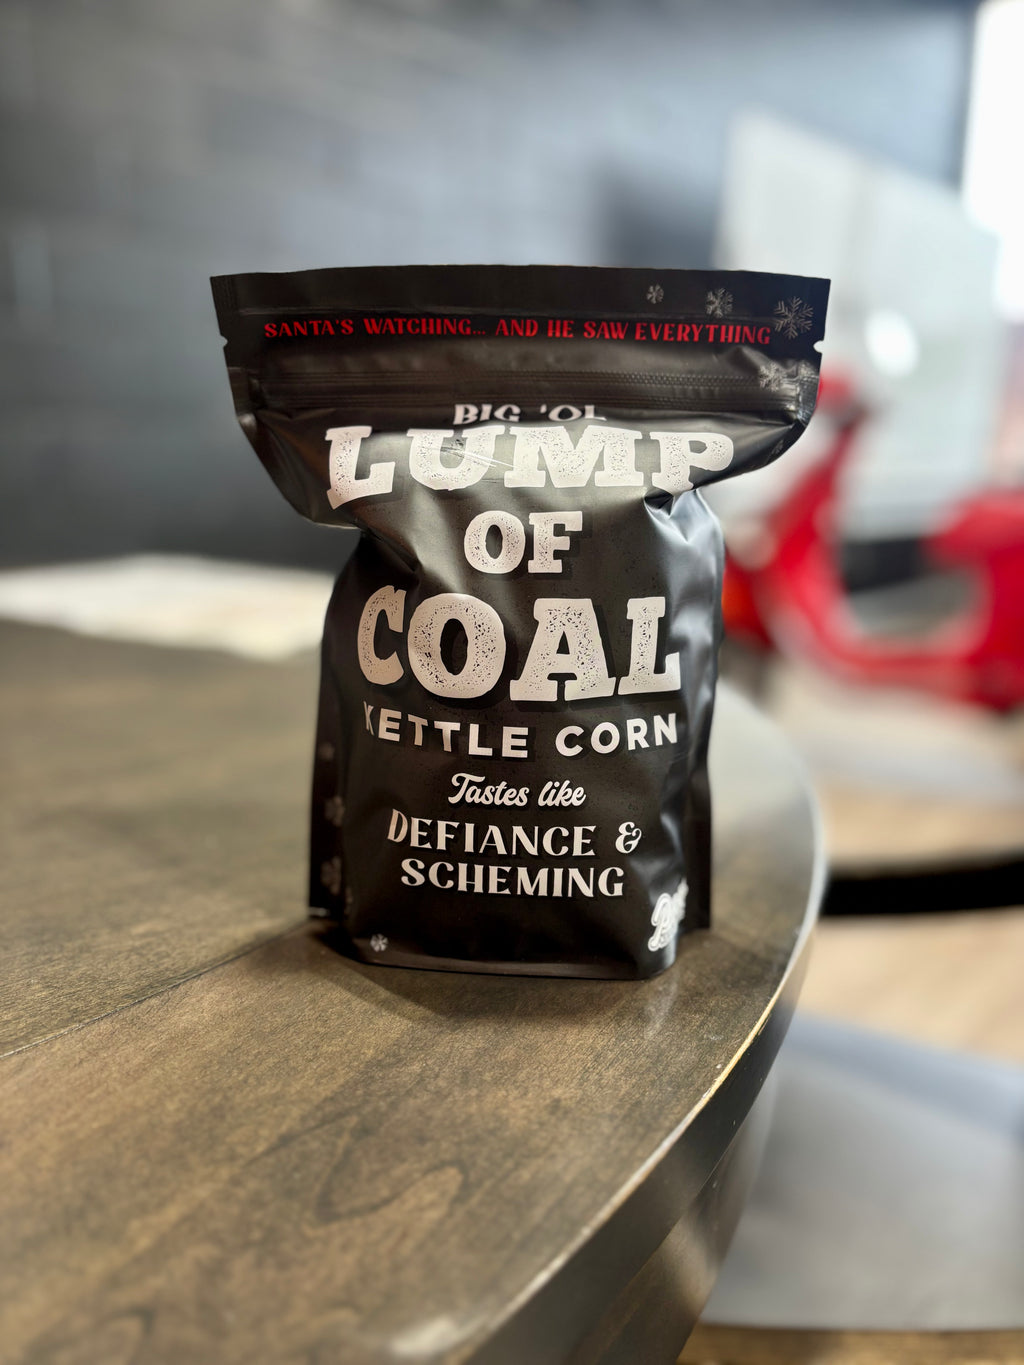 SANTA'S WATCHING... AND HE SAW EVERYTHING
BIG 'OL
LUMP
OF
COAL
KETTLE CORN
Tastes like
DEFIANCE &
SCHEMING